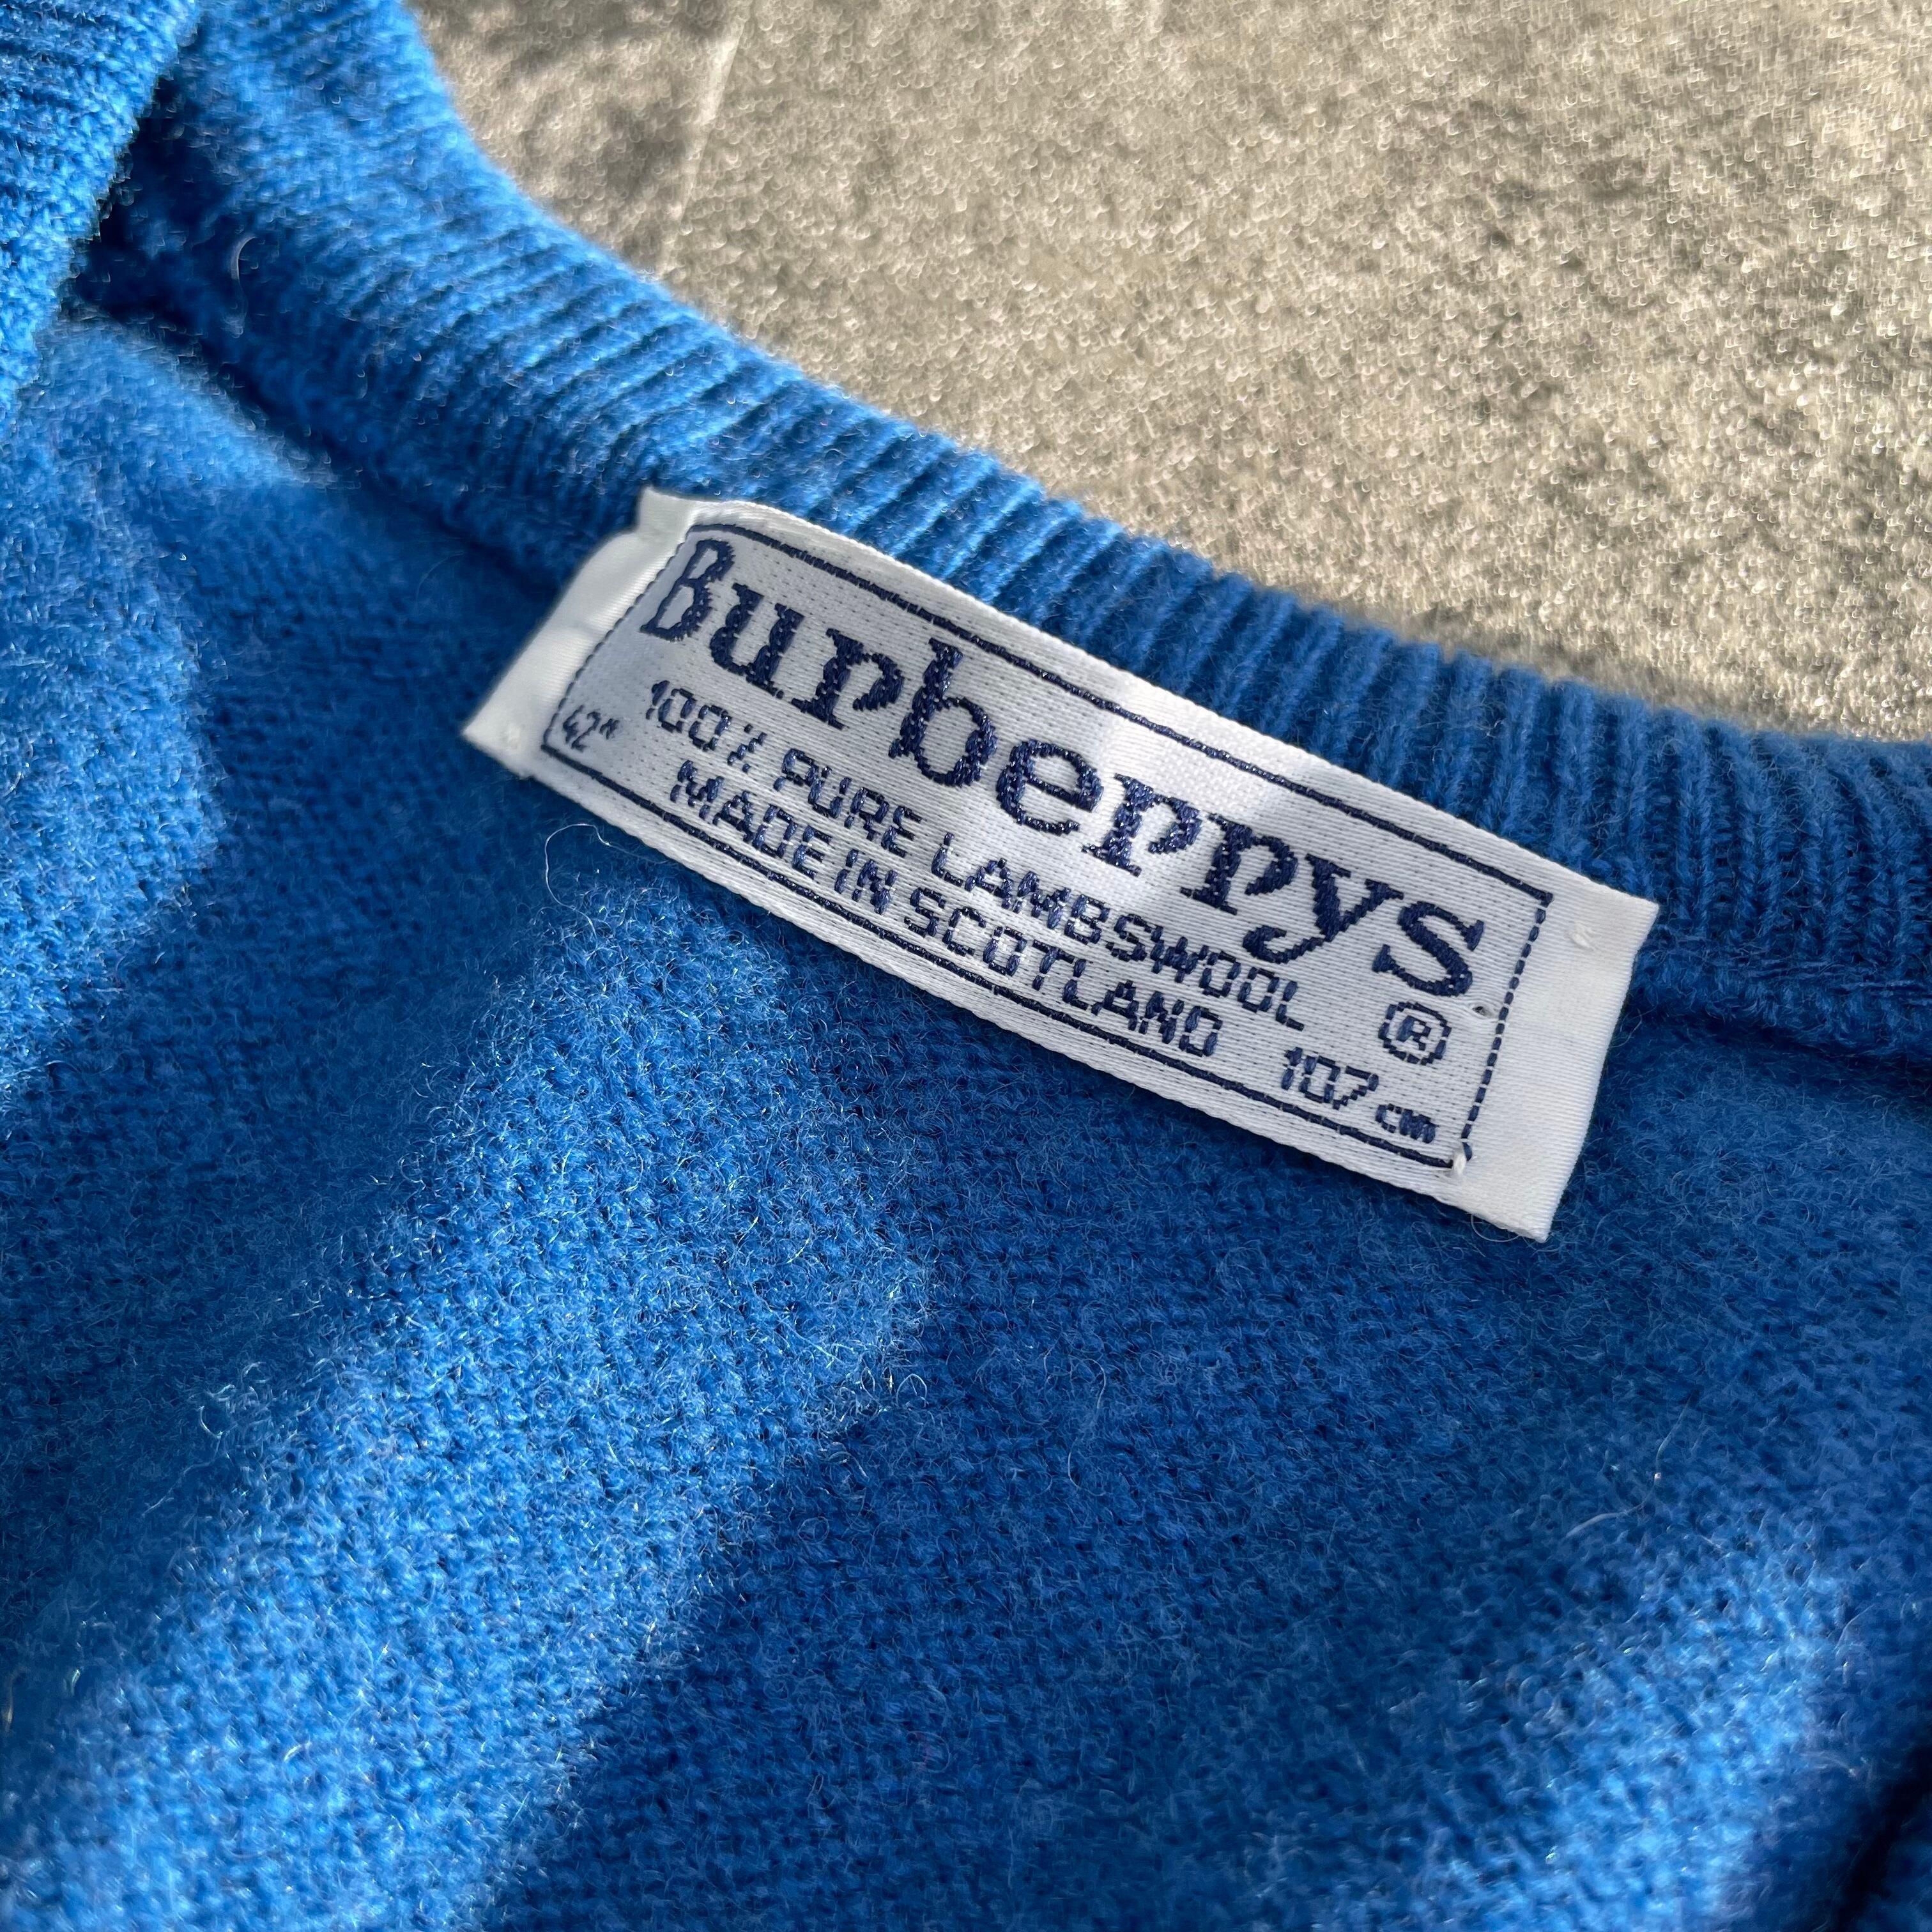 Burberrys
100% PURE LAMBSWOOL ®
42" MADE IN SCOTLAND 107 cm